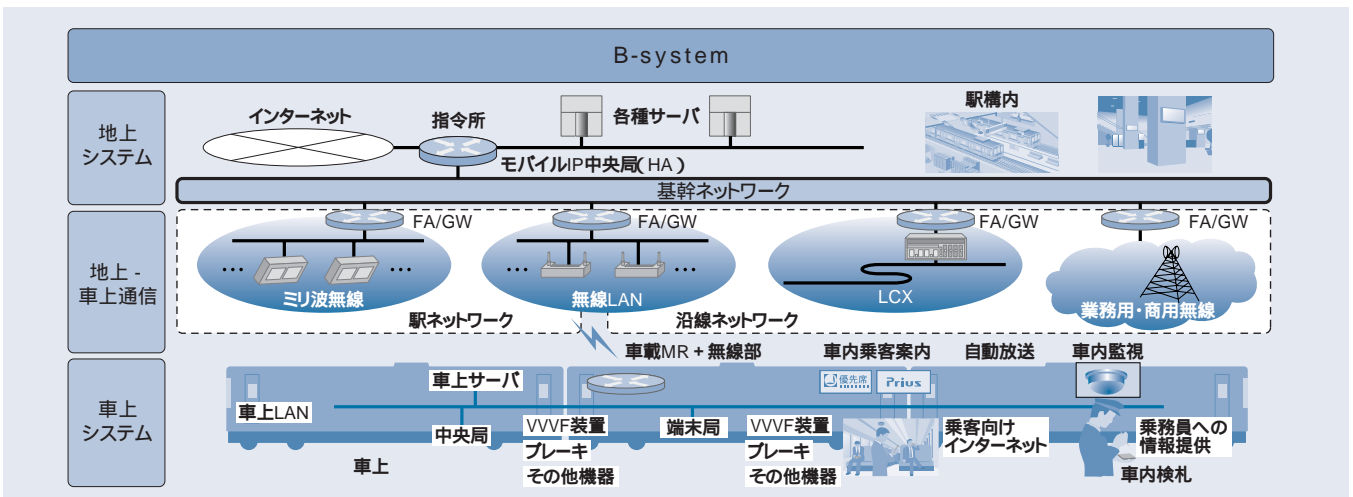 B-system
地上
システム
インターネット
指令所
各種サーバ
駅構内
モバイルIP中央局(HA)
基幹ネットワーク
地上 -
車上通信
FA/GW
FA/GW
FA/GW
FA/GW
…
…
ミリ波無線
…
…
無線LAN
LCX
業務用・商用無線
駅ネットワーク
沿線ネットワーク
車上
システム
車載MR + 無線部
車内乗客案内
自動放送
車内監視
優先席
Prius
車上サーバ
車上LAN
中央局
VVVF装置
ブレーキ
その他機器
端末局
VVVF装置
ブレーキ
その他機器
乗客向け
インターネット
乗務員への
情報提供
車内検札
車上